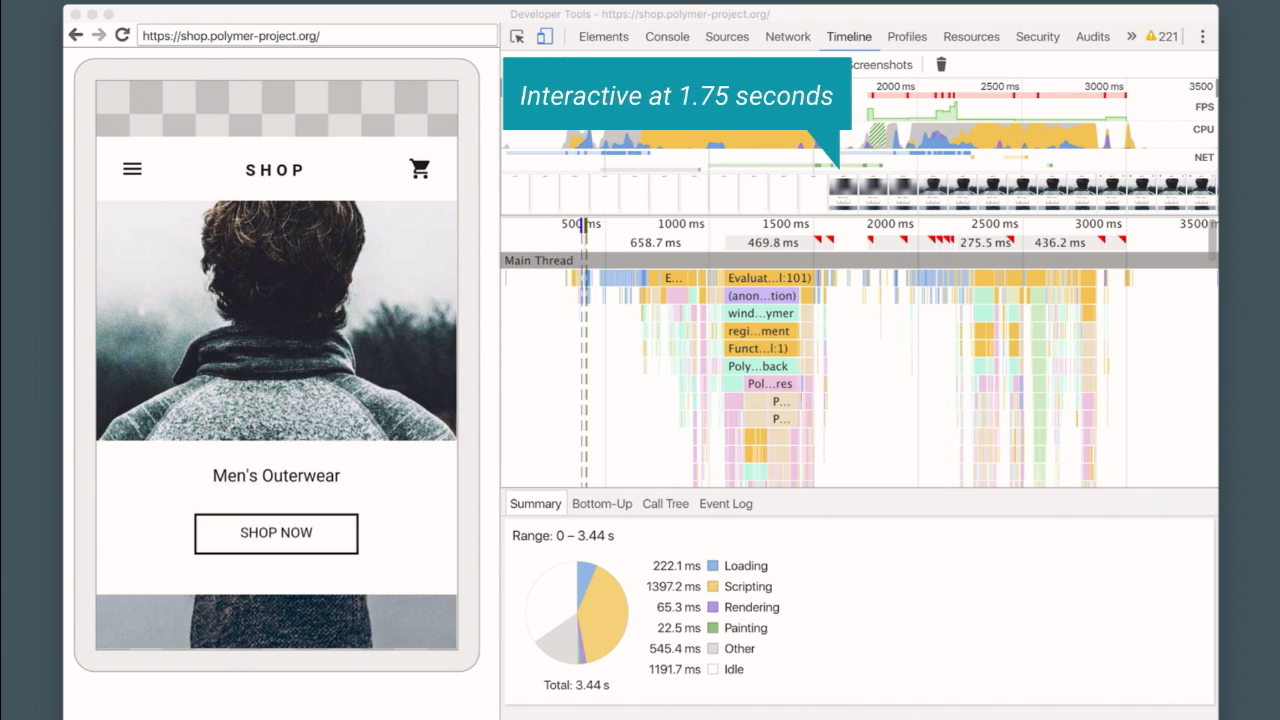 Developer Tools - https://shop.polymer-project.org/
https://shop.polymer-project.org/
Elements Console Sources Network Timeline Profiles Resources Security Audits » 221
Screenshots
Interactive at 1.75 seconds
2000 ms 2500 ms 3000 ms 3500
FPS
CPU
NET
SHOP
Men's Outerwear
SHOP NOW
500 ms 1000 ms 1500 ms 2000 ms 2500 ms 3000 ms 3500 m
658.7 ms 469.8 ms 275.5 ms 436.2 ms
Main Thread
E... Evaluat...l:101)
(anon...tion)
wind...ymer
regi...ment
Funct...l:1)
Poly...back
Pol...res
P...
P...
Summary Bottom-Up Call Tree Event Log
Range: 0 – 3.44 s
222.1 ms Loading
1397.2 ms Scripting
65.3 ms Rendering
22.5 ms Painting
545.4 ms Other
1191.7 ms Idle
Total: 3.44 s